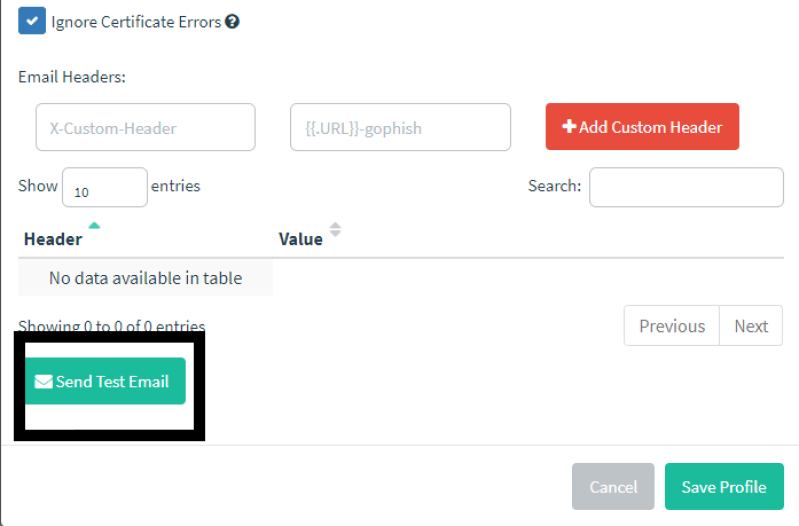 Ignore Certificate Errors
Email Headers:
X-Custom-Header {{.URL}}-gophish Add Custom Header
Show 10 entries Search:
Header Value
No data available in table
Showing 0 to 0 of 0 entries
Previous Next
Send Test Email
Cancel Save Profile